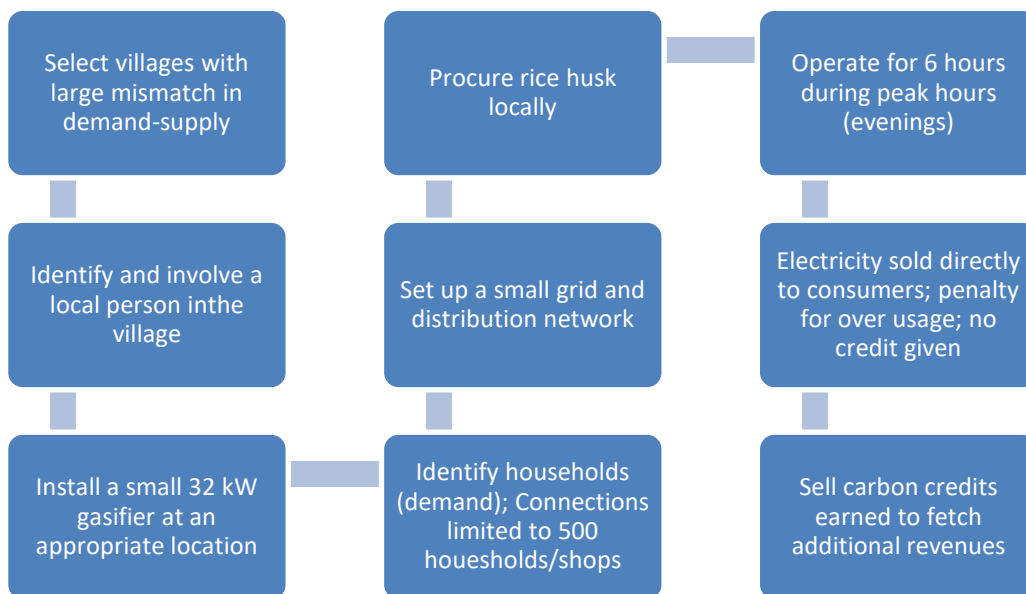 Select villages with
large mismatch in
demand-supply
Identify and involve a
local person inthe
village
Install a small 32 kW
gasifier at an
appropriate location
Identify households
(demand); Connections
limited to 500
houesholds/shops
Set up a small grid and
distribution network
Procure rice husk
locally
Operate for 6 hours
during peak hours
(evenings)
Electricity sold directly
to consumers; penalty
for over usage; no
credit given
Sell carbon credits
earned to fetch
additional revenues